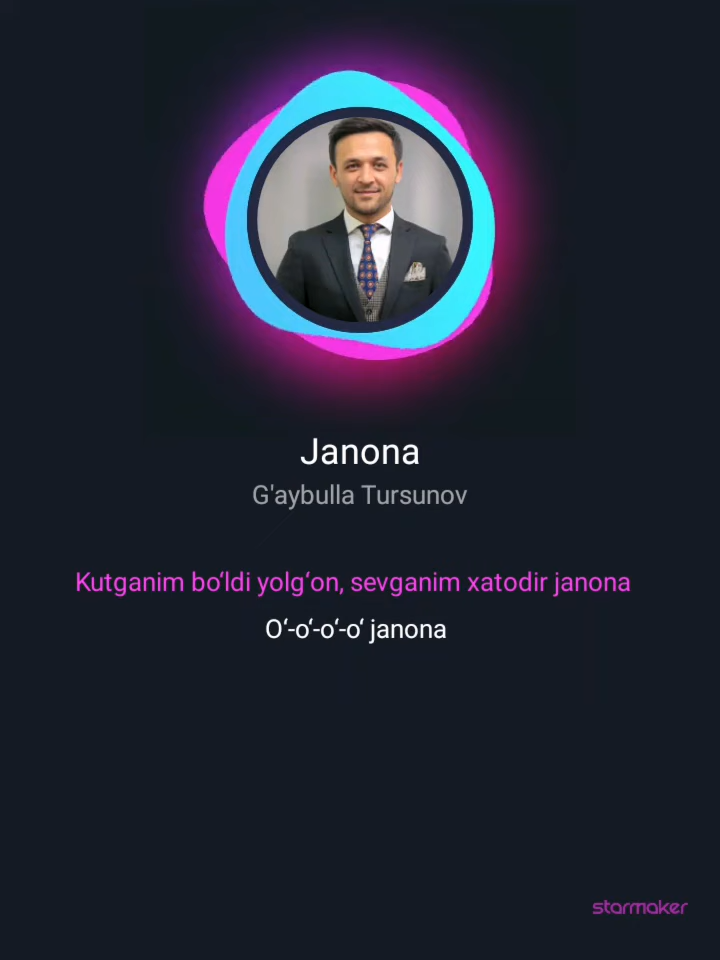 Janona
G'aybulla Tursunov
Kutganim bo‘ldi yolg‘on, sevganim xatodir janona
O‘-o‘-o‘-o‘ janona
starmaker